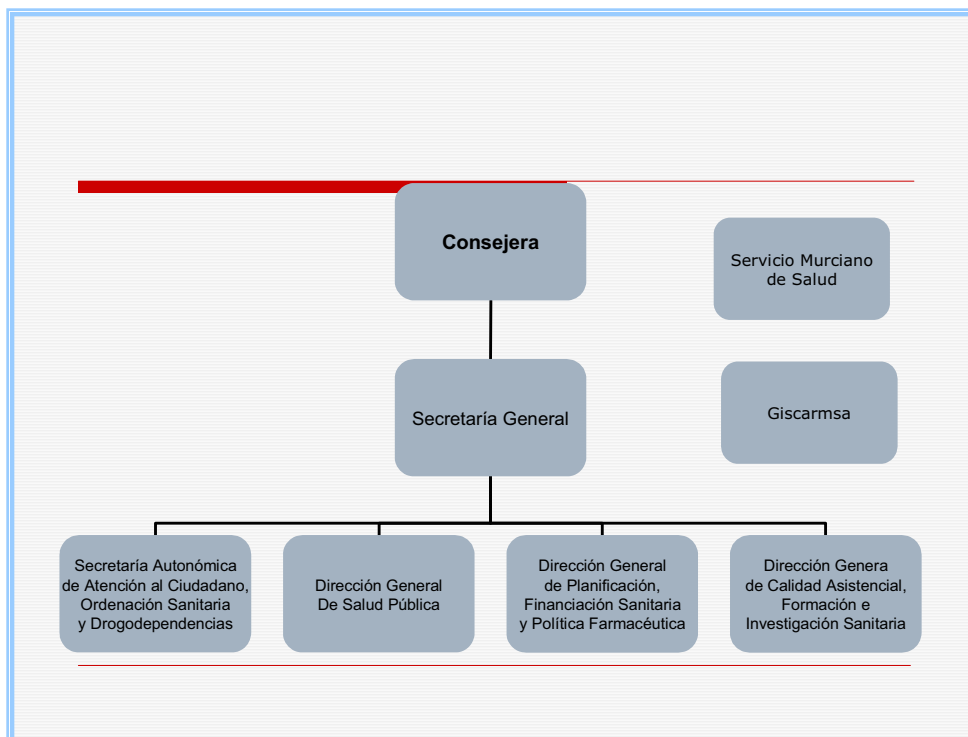 Consejera
Servicio Murciano
de Salud
Secretaría General
Giscarmsa
Secretaría Autonómica
de Atención al Ciudadano,
Ordenación Sanitaria
y Drogodependencias
Dirección General
De Salud Pública
Dirección General
de Planificación,
Financiación Sanitaria
y Política Farmacéutica
Dirección Genera
de Calidad Asistencial,
Formación e
Investigación Sanitaria